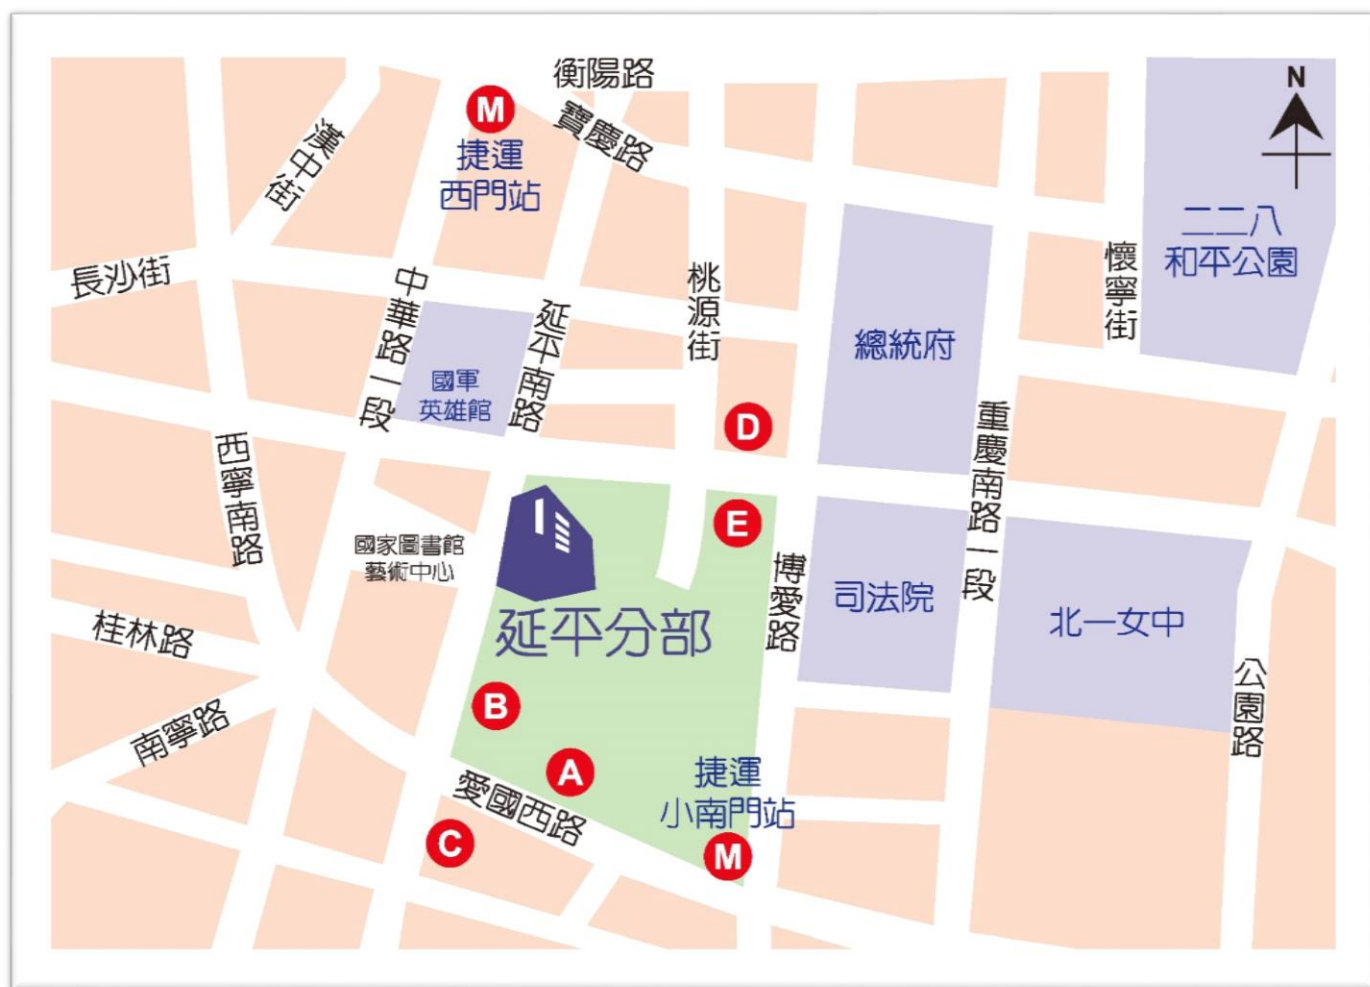 衡陽路
N
M
寶慶路
漢中街
捷運
西門站
二二八
和平公園
長沙街
中華路一段
延平南路
桃源街
懷寧街
總統府
國軍
英雄館
D
重慶南路一段
西寧南路
E
國家圖書館
藝術中心
博愛路
司法院
北一女中
延平分部
桂林路
公園路
B
南寧路
A
捷運
小南門站
愛國西路
C
M